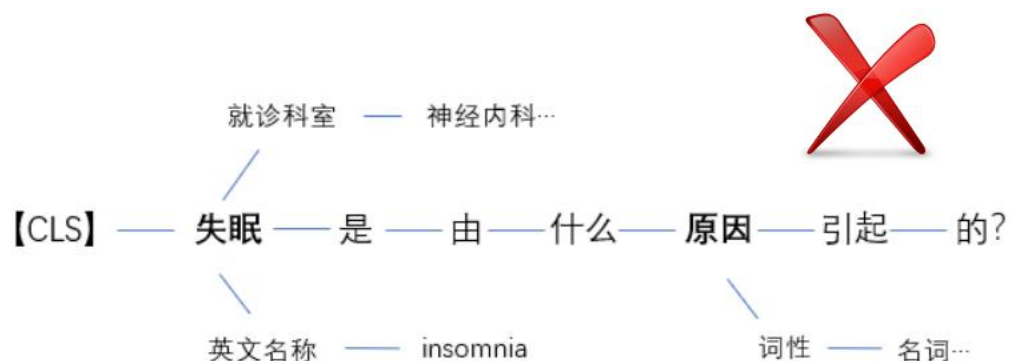 就诊科室 神经内科…
【CLS】 失眠 是 由 什么 原因 引起 的?
英文名称 insomnia 词性 名词…